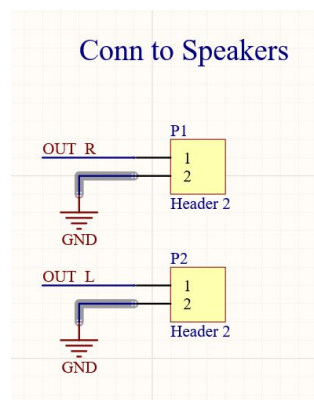 Conn to Speakers
P1
OUT_R
1
2
Header 2
GND
P2
OUT_L
1
2
Header 2
GND